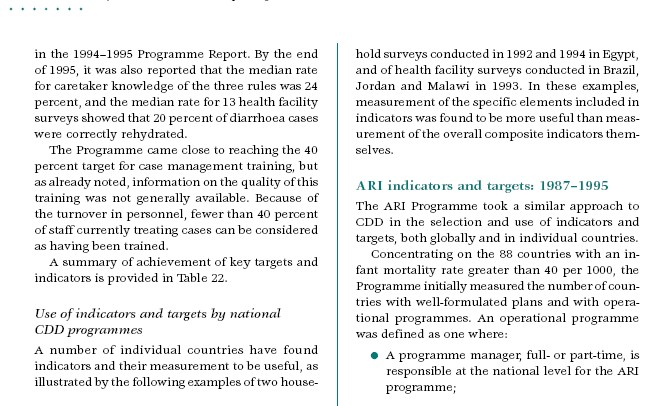 in the 1994–1995 Programme Report. By the end
of 1995, it was also reported that the median rate
for caretaker knowledge of the three rules was 24
percent, and the median rate for 13 health facility
surveys showed that 20 percent of diarrhoea cases
were correctly rehydrated.
The Programme came close to reaching the 40
percent target for case management training, but
as already noted, information on the quality of this
training was not generally available. Because of
the turnover in personnel, fewer than 40 percent
of staff currently treating cases can be considered
as having been trained.
A summary of achievement of key targets and
indicators is provided in Table 22.
Use of indicators and targets by national
CDD programmes
A number of individual countries have found
indicators and their measurement to be useful, as
illustrated by the following examples of two house-
hold surveys conducted in 1992 and 1994 in Egypt,
and of health facility surveys conducted in Brazil,
Jordan and Malawi in 1993. In these examples,
measurement of the specific elements included in
indicators was found to be more useful than meas-
urement of the overall composite indicators them-
selves.
ARI indicators and targets: 1987–1995
The ARI Programme took a similar approach to
CDD in the selection and use of indicators and
targets, both globally and in individual countries.
Concentrating on the 88 countries with an in-
fant mortality rate greater than 40 per 1000, the
Programme initially measured the number of coun-
tries with well-formulated plans and with opera-
tional programmes. An operational programme
was defined as one where:
● A programme manager, full- or part-time, is
responsible at the national level for the ARI
programme;